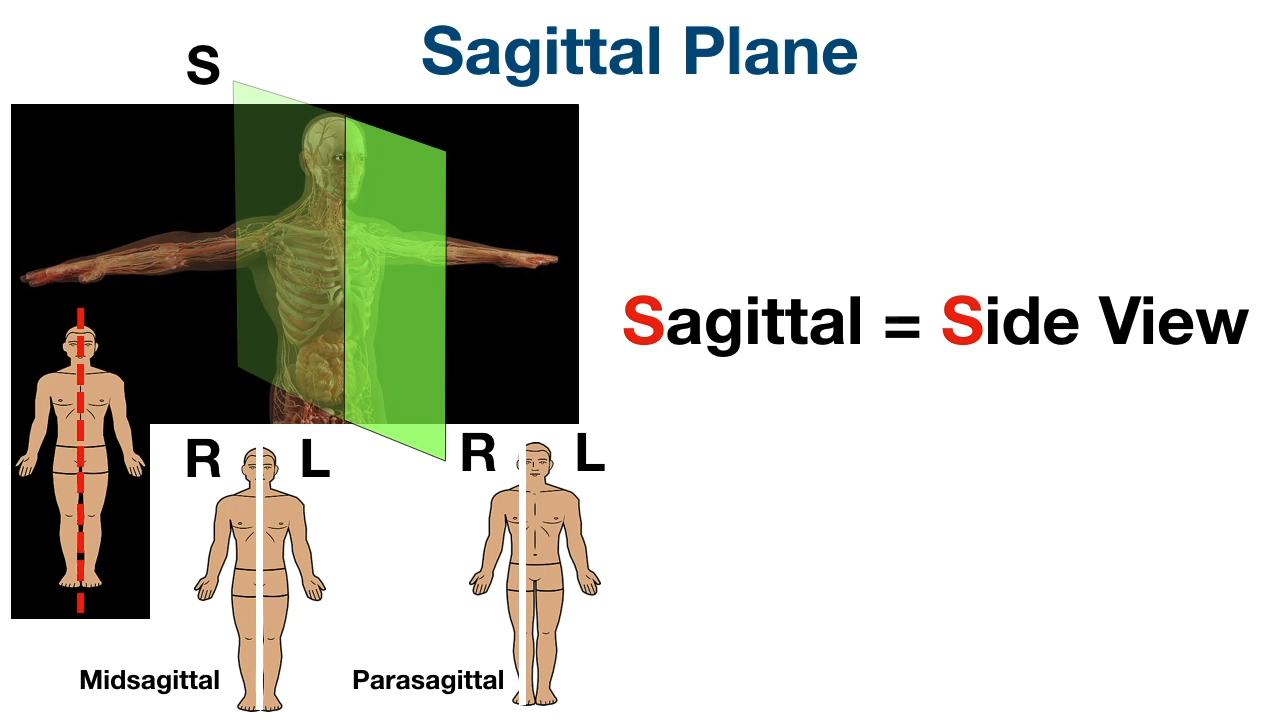 Sagittal Plane
S
Sagittal = Side View
R L
R L
Midsagittal
Parasagittal